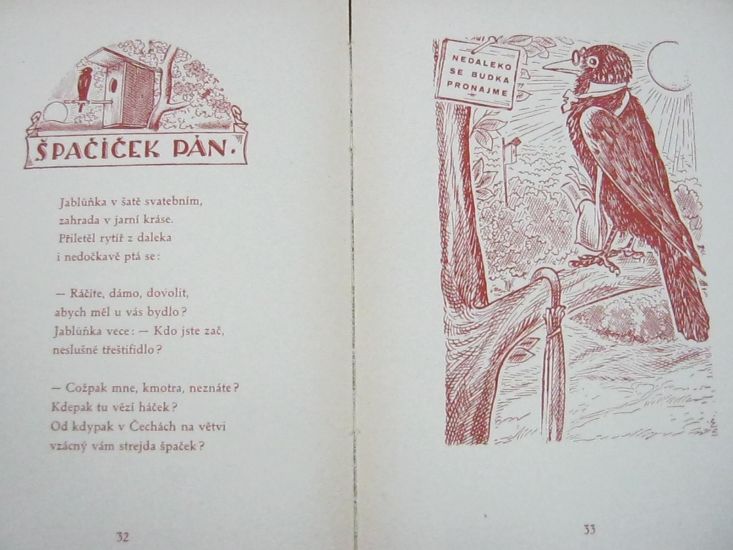 ŠPAČÍČEK PÁN.
Jablůňka v šatě svatebním,
zahrada v jarní kráse.
Přiletěl rytíř z daleka
i nedočkavě ptá se:
— Ráčíte, dámo, dovolit,
abych měl u vás bydlo?
Jablůňka vece: — Kdo jste zač,
neslušné třeštifidlo?
— Cožpak mne, kmotra, neznáte?
Kdepak tu vězí háček?
Od kdypak v Čechách na větvi
vzácný vám strejda špaček?
32
NEDALEKO
SE BUDKA
PRONAJME
33